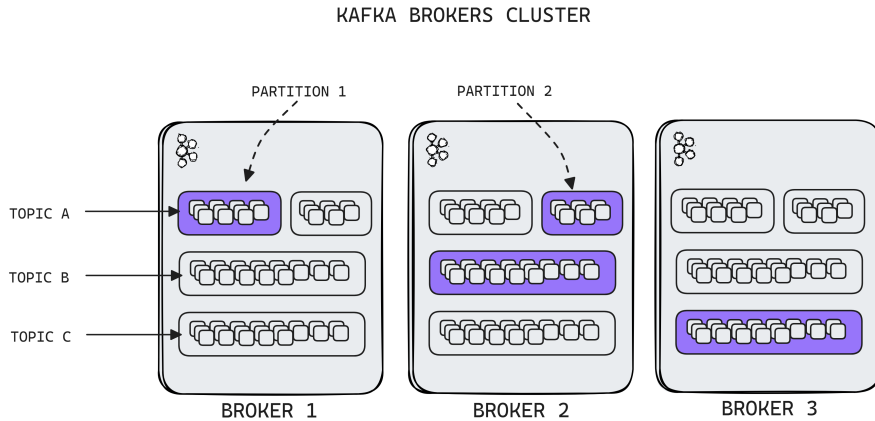 KAFKA BROKERS CLUSTER
PARTITION 1
PARTITION 2
TOPIC A
TOPIC B
TOPIC C
BROKER 1
BROKER 2
BROKER 3